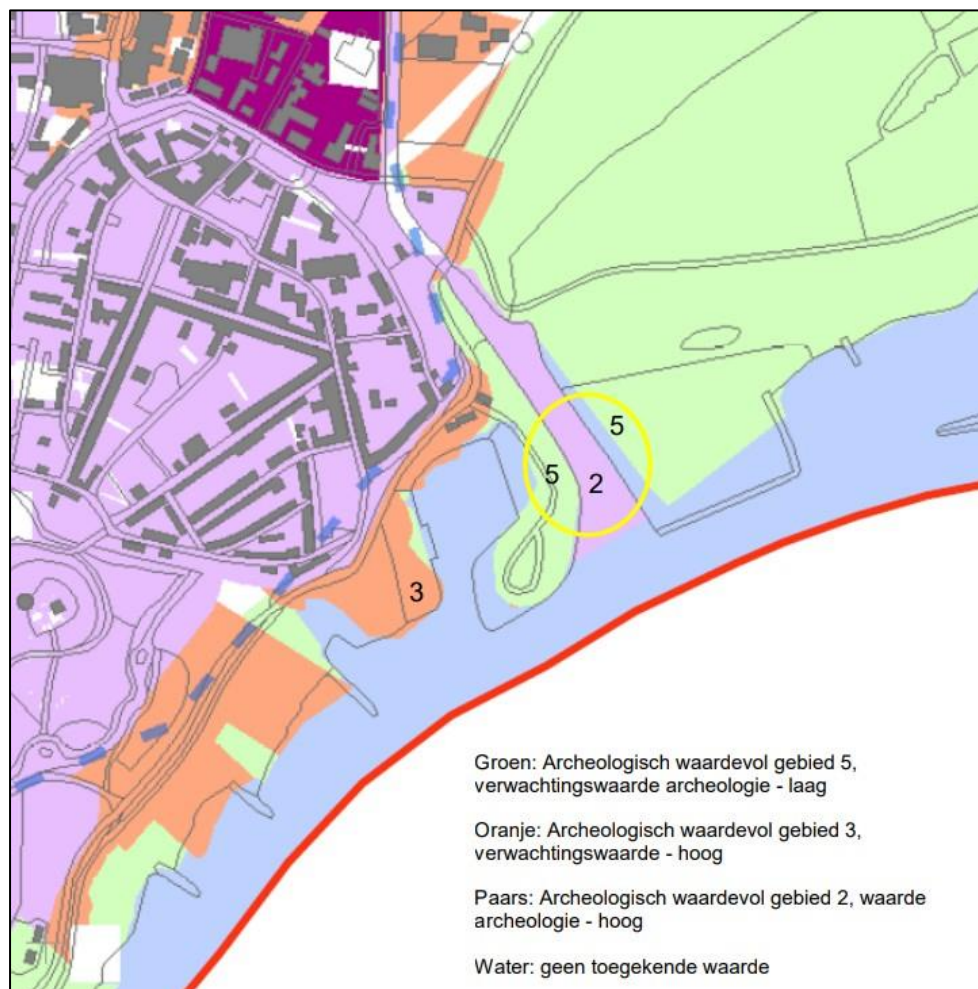 5
5
2
3
Groen: Archeologisch waardevol gebied 5,
verwachtingswaarde archeologie - laag
Oranje: Archeologisch waardevol gebied 3,
verwachtingswaarde - hoog
Paars: Archeologisch waardevol gebied 2, waarde
archeologie - hoog
Water: geen toegekende waarde